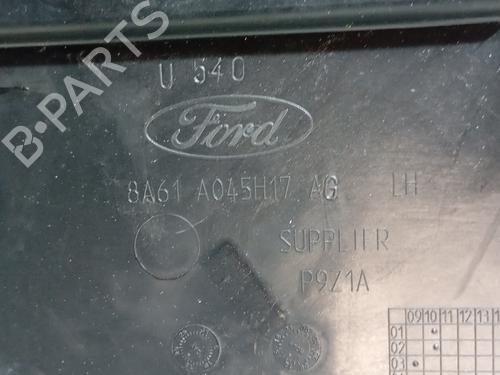 B-PARTS
U 540
Ford
8A61 A045H17 AG LH
SUPPLIER
P9Z1A
09 10 11 12 13
01
02
03